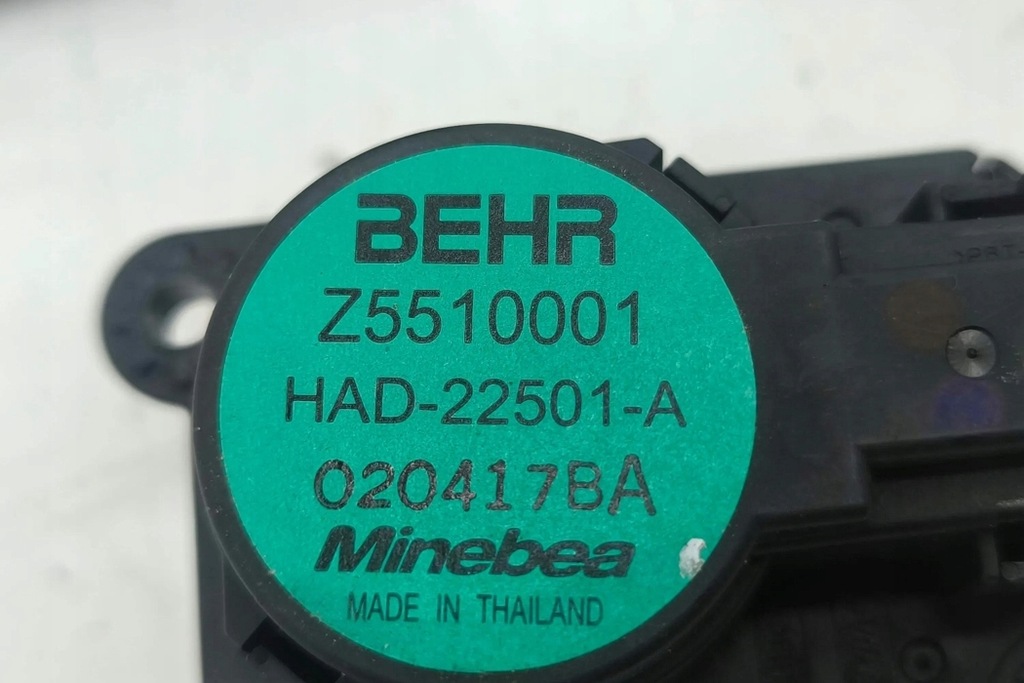 BEHR
Z5510001
HAD-22501-A
020417BA
Minebea
MADE IN THAILAND